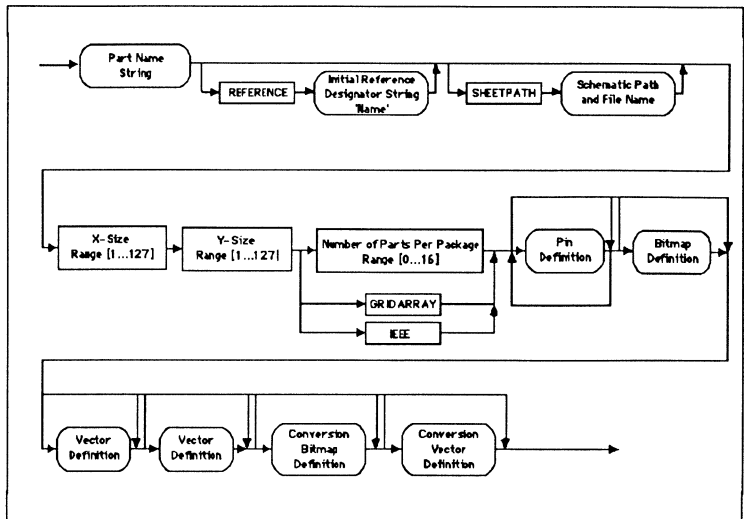 Part Name
String
REFERENCE
Initial Reference
Designator String
'Name'
SHEETPATH
Schematic Path
and File Name
X-Size
Range [1...127]
Y-Size
Range [1...127]
Number of Parts Per Package
Range [0...16]
GRIDARRAY
IEEE
Pin
Definition
Bitmap
Definition
Vector
Definition
Vector
Definition
Conversion
Bitmap
Definition
Conversion
Vector
Definition